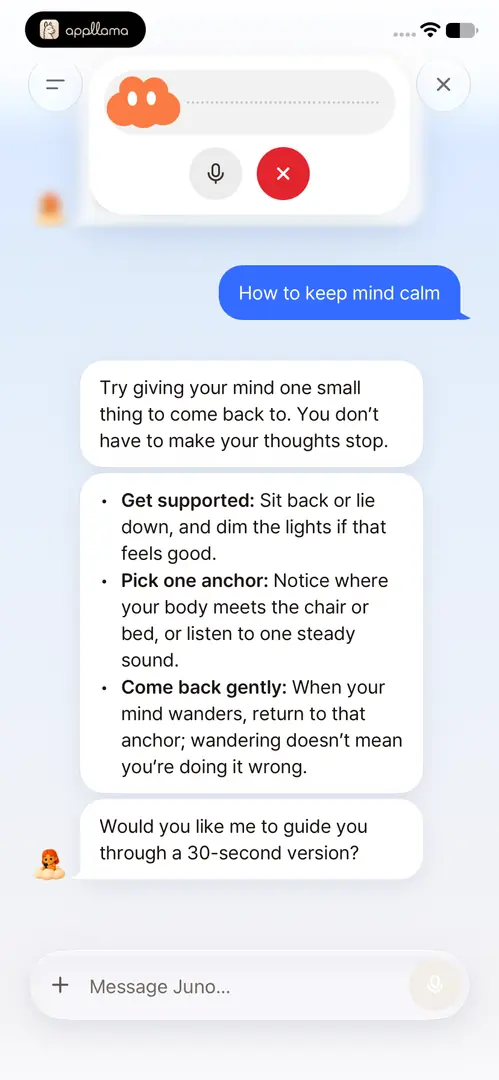 appllama
How to keep mind calm
Try giving your mind one small
thing to come back to. You don’t
have to make your thoughts stop.
• Get supported: Sit back or lie
down, and dim the lights if that
feels good.
• Pick one anchor: Notice where
your body meets the chair or
bed, or listen to one steady
sound.
• Come back gently: When your
mind wanders, return to that
anchor; wandering doesn’t mean
you’re doing it wrong.
Would you like me to guide you
through a 30-second version?
Message Juno...